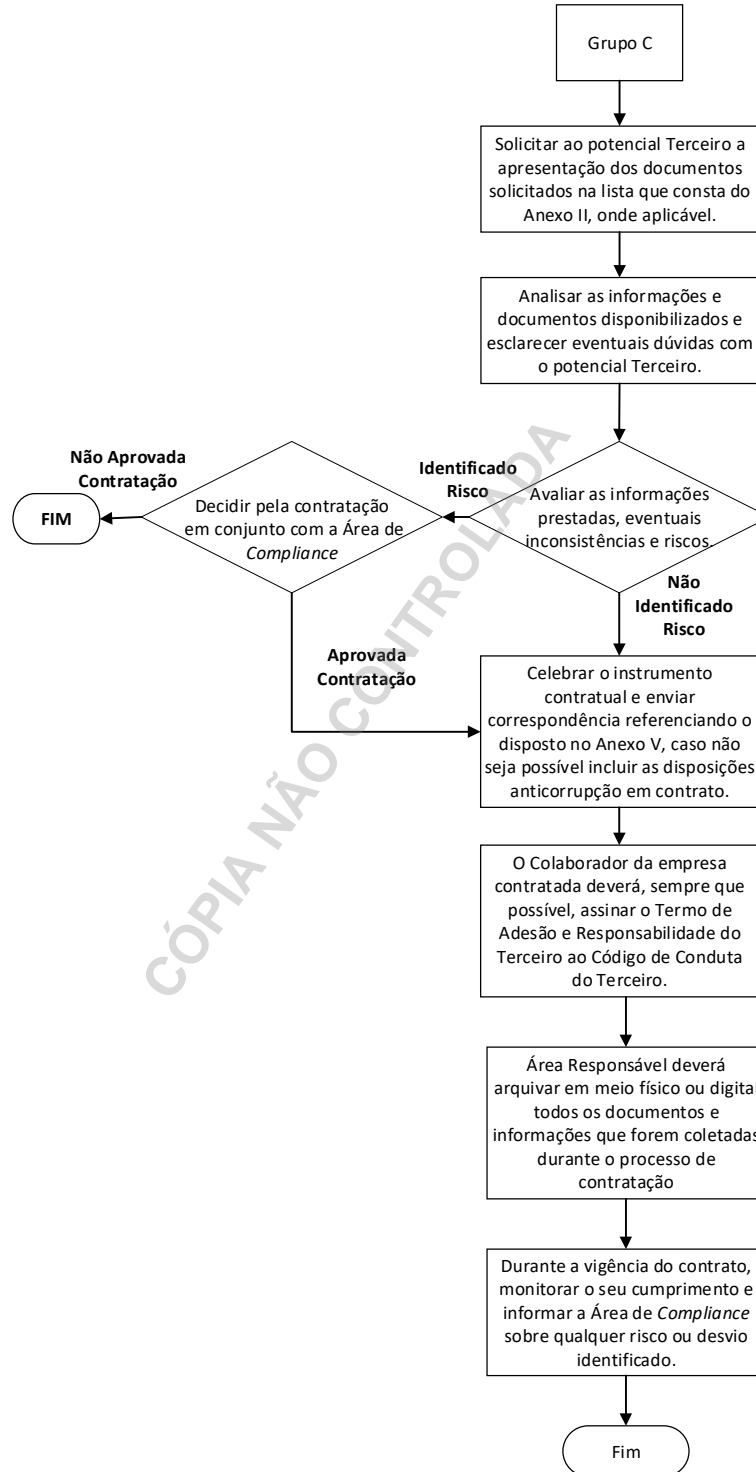 Grupo C
Solicitar ao potencial Terceiro a
apresentação dos documentos
solicitados na lista que consta do
Anexo II, onde aplicável.
Analisar as informações e
documentos disponibilizados e
esclarecer eventuais dúvidas com
o potencial Terceiro.
Avaliar as informações
prestadas, eventuais
inconsistências e riscos.
Identificado
Risco
Decidir pela contratação
em conjunto com a Área de
Compliance
Não Aprovada
Contratação
FIM
Não
Identificado
Risco
Aprovada
Contratação
Celebrar o instrumento
contratual e enviar
correspondência referenciando o
disposto no Anexo V, caso não
seja possível incluir as disposições
anticorrupção em contrato.
O Colaborador da empresa
contratada deverá, sempre que
possível, assinar o Termo de
Adesão e Responsabilidade do
Terceiro ao Código de Conduta
do Terceiro.
Área Responsável deverá
arquivar em meio físico ou digital
todos os documentos e
informações que forem coletadas
durante o processo de
contratação
Durante a vigência do contrato,
monitorar o seu cumprimento e
informar a Área de Compliance
sobre qualquer risco ou desvio
identificado.
Fim
CÓPIA NÃO CONTROLADA